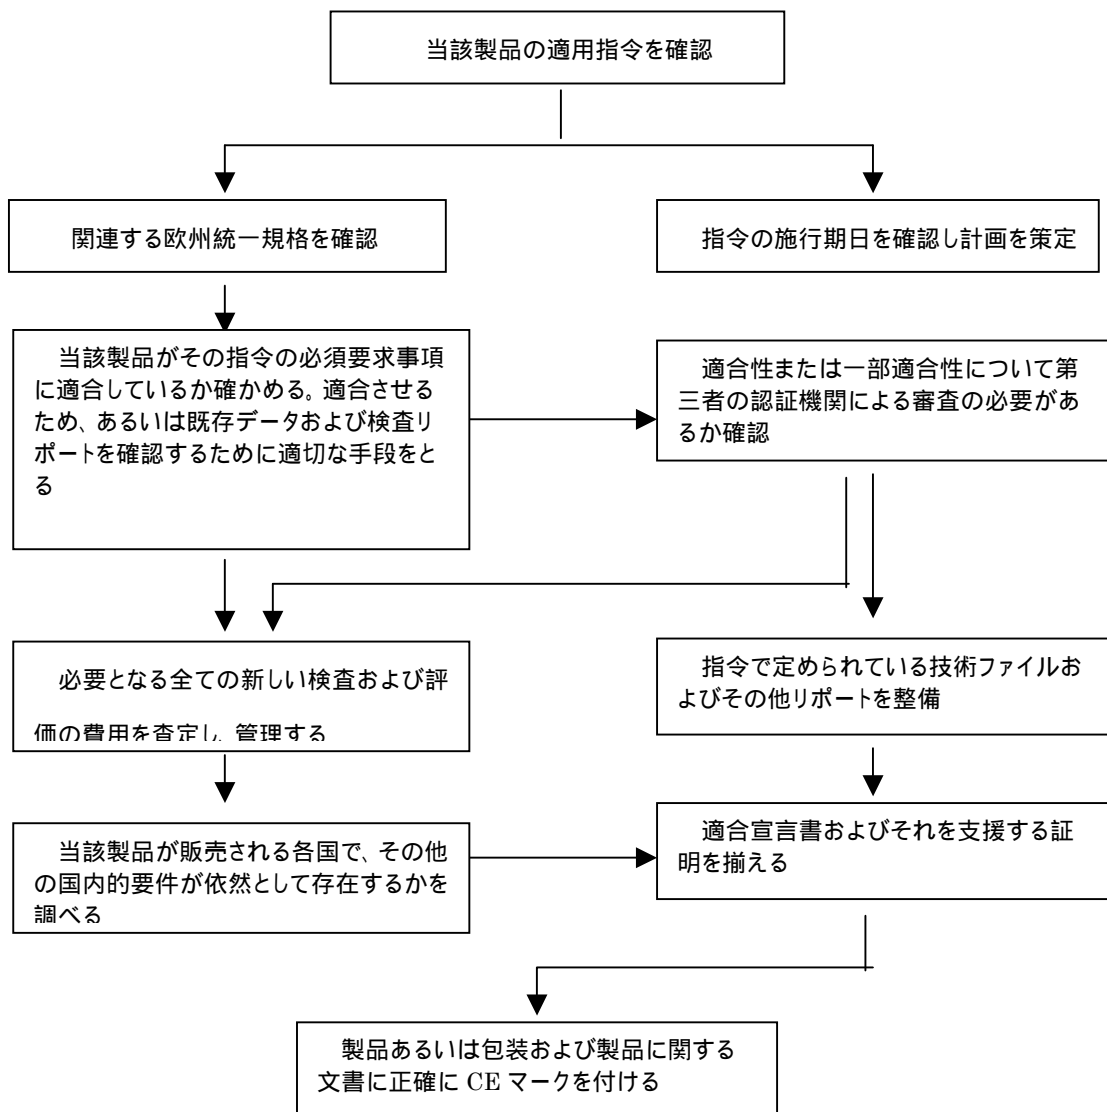 当該製品の適用指令を確認
関連する欧州統一規格を確認
指令の施行期日を確認し計画を策定
当該製品がその指令の必須要求事項
に適合しているか確かめる。適合させる
ため、あるいは既存データおよび検査リ
ポートを確認するために適切な手段をと
る
適合性または一部適合性について第
三者の認証機関による審査の必要があ
るか確認
必要となる全ての新しい検査および評
価の費用を査定し、管理する
指令で定められている技術ファイルお
よびその他リポートを整備
当該製品が販売される各国で、その他
の国内的要件が依然として存在するかを
調べる
適合宣言書およびそれを支援する証
明を揃える
製品あるいは包装および製品に関する
文書に正確に CE マークを付ける